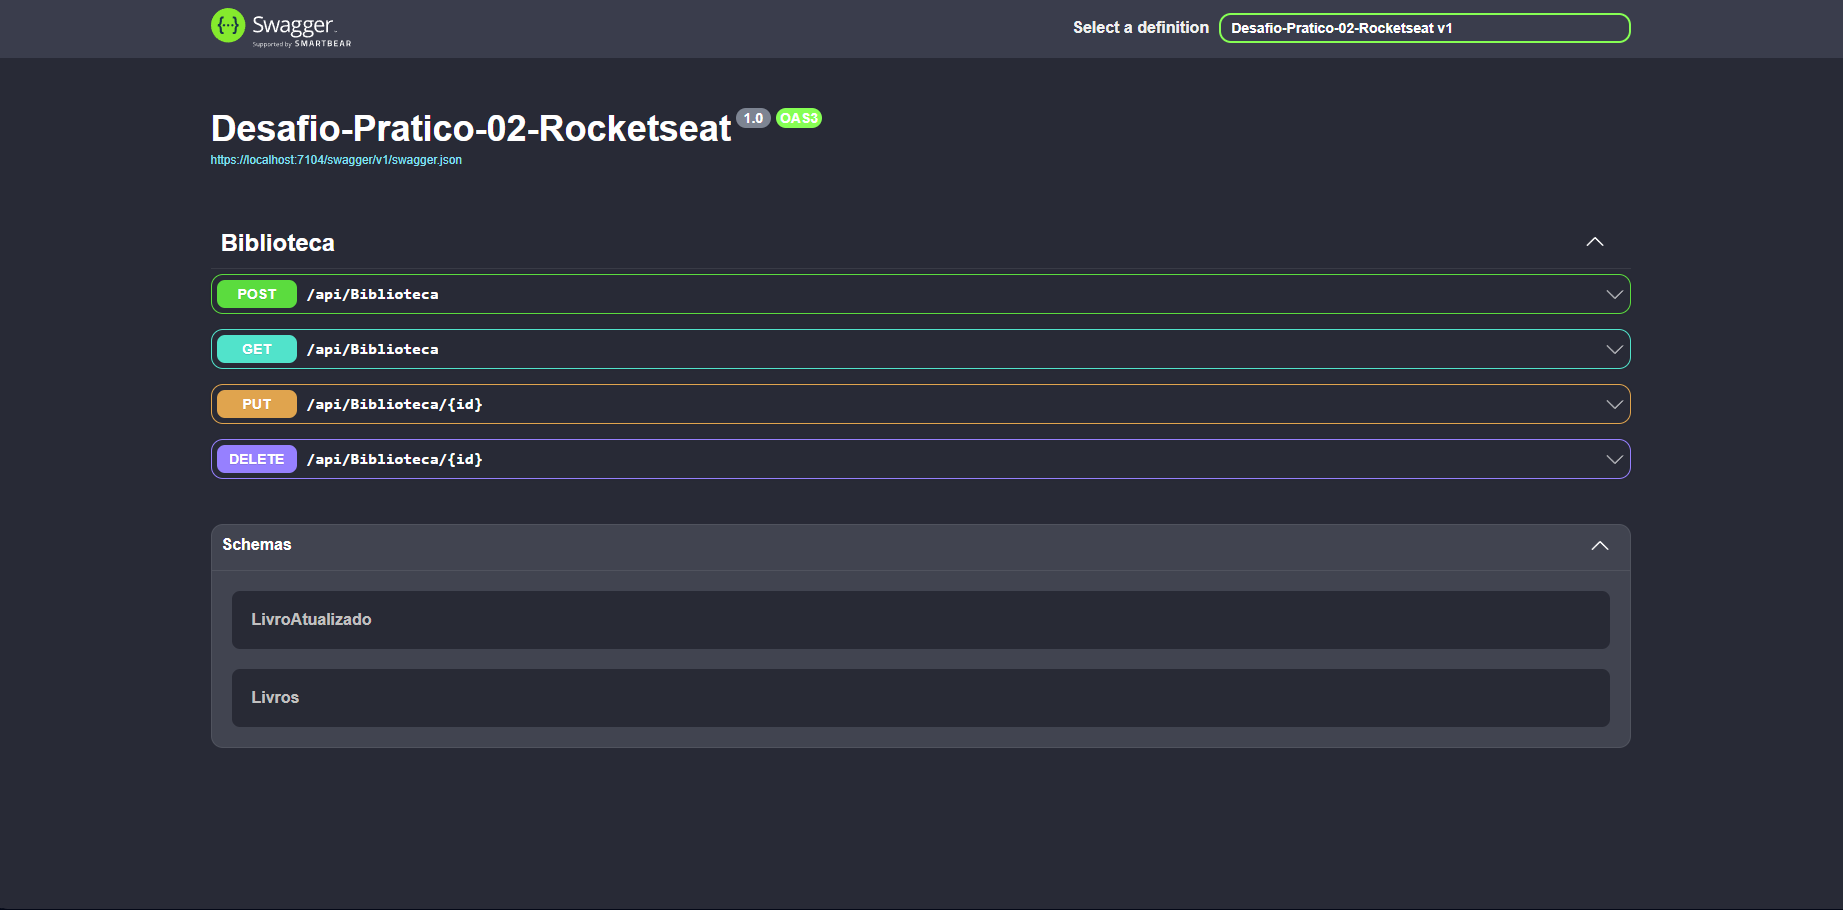 Swagger.
Supported by SMARTBEAR
Select a definition
Desafio-Pratico-02-Rocketseat v1
Desafio-Pratico-02-Rocketseat 1.0 OAS3
https://localhost:7104/swagger/v1/swagger.json
Biblioteca
POST /api/Biblioteca
GET /api/Biblioteca
PUT /api/Biblioteca/{id}
DELETE /api/Biblioteca/{id}
Schemas
LivroAtualizado
Livros